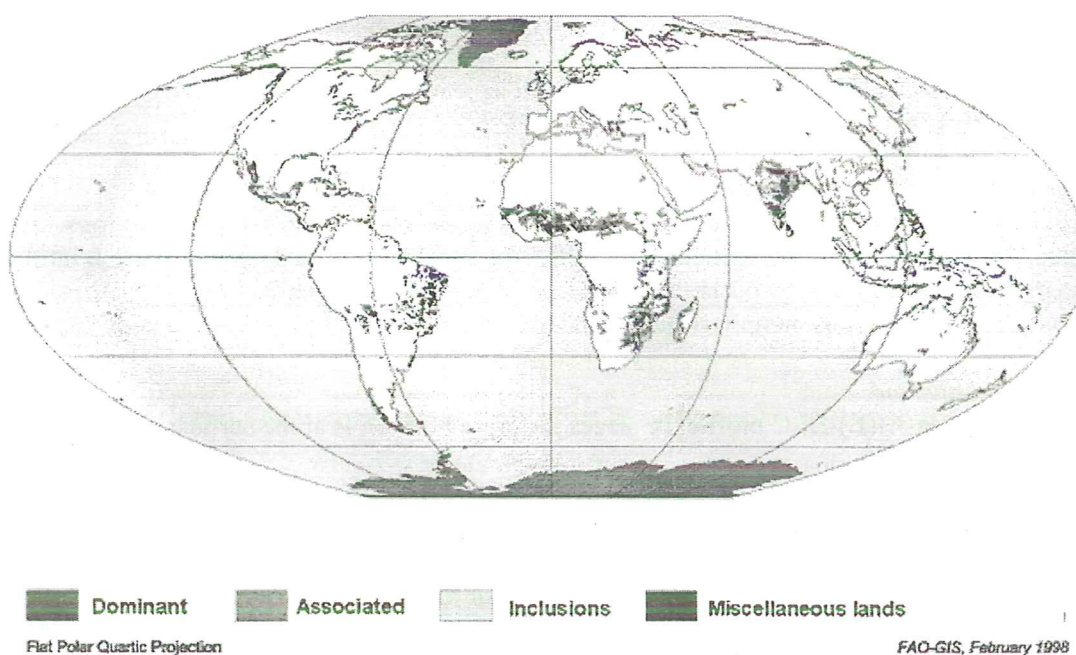 Dominant Associated Inclusions Miscellaneous lands
Flat Polar Quartic Projection FAO-GIS, February 1998